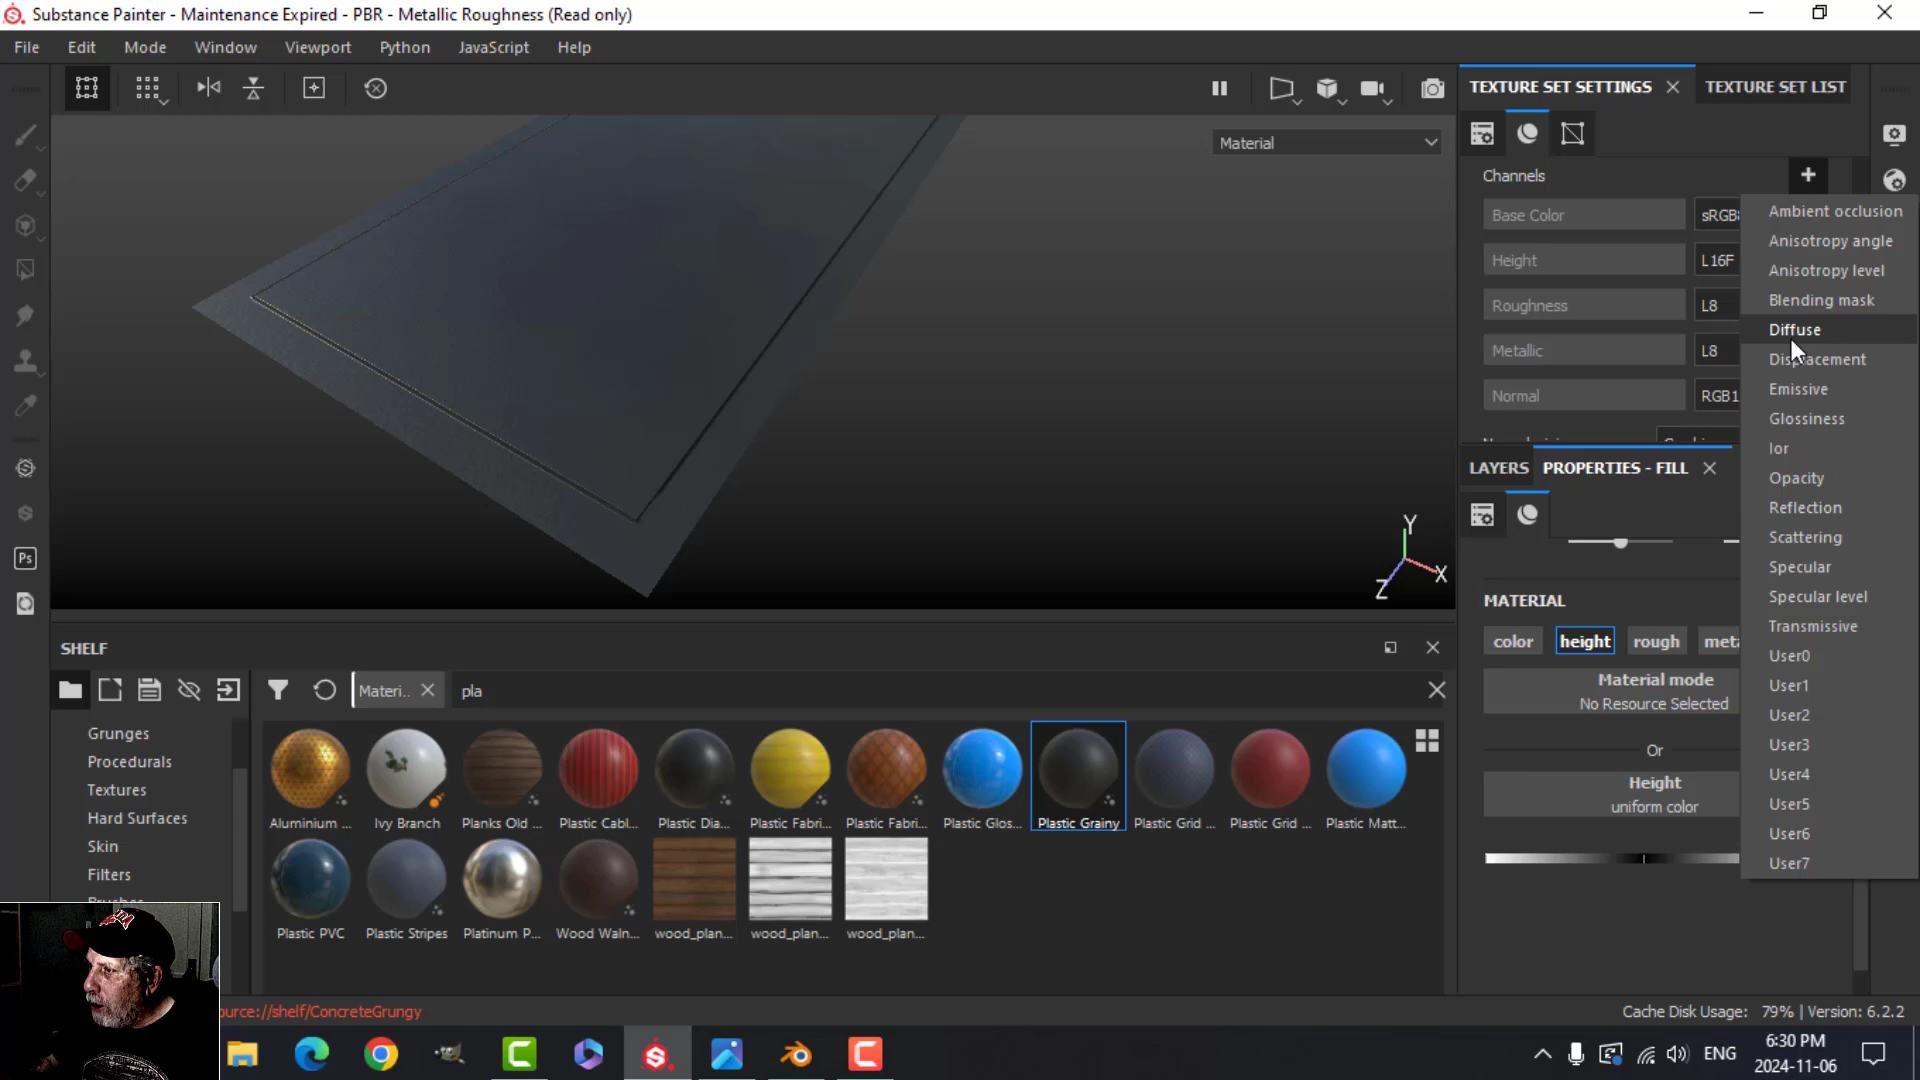 Substance Painter - Maintenance Expired - PBR - Metallic Roughness (Read only)
File Edit Mode Window Viewport Python JavaScript Help
TEXTURE SET SETTINGS TEXTURE SET LIST
Material
Channels
Base Color sRGB8
Height L16F
Roughness L8
Metallic L8
Normal RGB1
Ambient occlusion
Anisotropy angle
Anisotropy level
Blending mask
Diffuse
Displacement
Emissive
Glossiness
Ior
Opacity
Reflection
Scattering
Specular
Specular level
Transmissive
User0
User1
User2
User3
User4
User5
User6
User7
LAYERS PROPERTIES - FILL
MATERIAL
color height rough meta
Material mode
No Resource Selected
Or
Height
uniform color
Y
X
Z
Ps
SHELF
Materi.. pla
Grunges
Procedurals
Textures
Hard Surfaces
Skin
Filters
Aluminium ... Ivy Branch Planks Old ... Plastic Cabl... Plastic Dia... Plastic Fabri... Plastic Fabri... Plastic Glos... Plastic Grainy Plastic Grid ... Plastic Grid ... Plastic Matt...
Plastic PVC Plastic Stripes Platinum P... Wood Waln... wood_plan... wood_plan... wood_plan...
ource://shelf/ConcreteGrungy
Cache Disk Usage: 79% | Version: 6.2.2
ENG
6:30 PM
2024-11-06